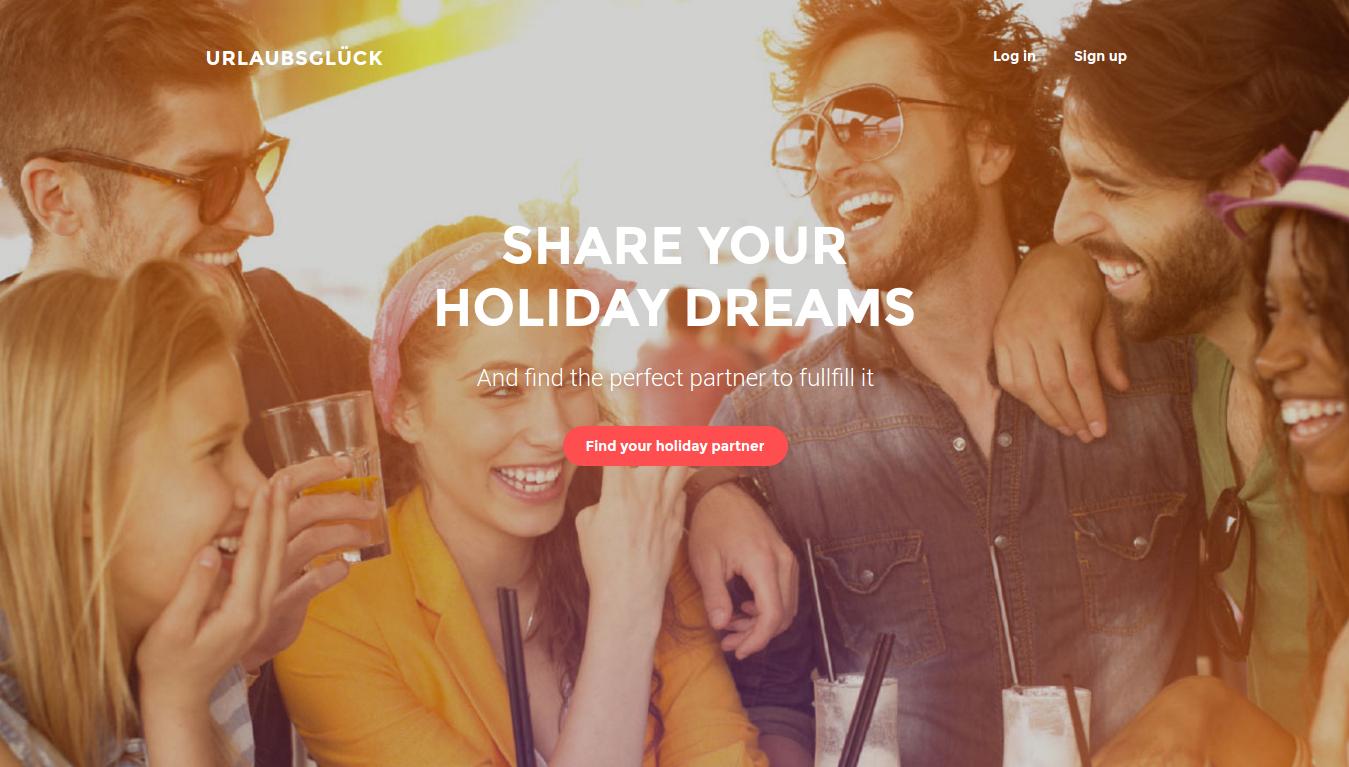 URLAUBSGLÜCK
Log in Sign up
SHARE YOUR
HOLIDAY DREAMS
And find the perfect partner to fullfill it
Find your holiday partner